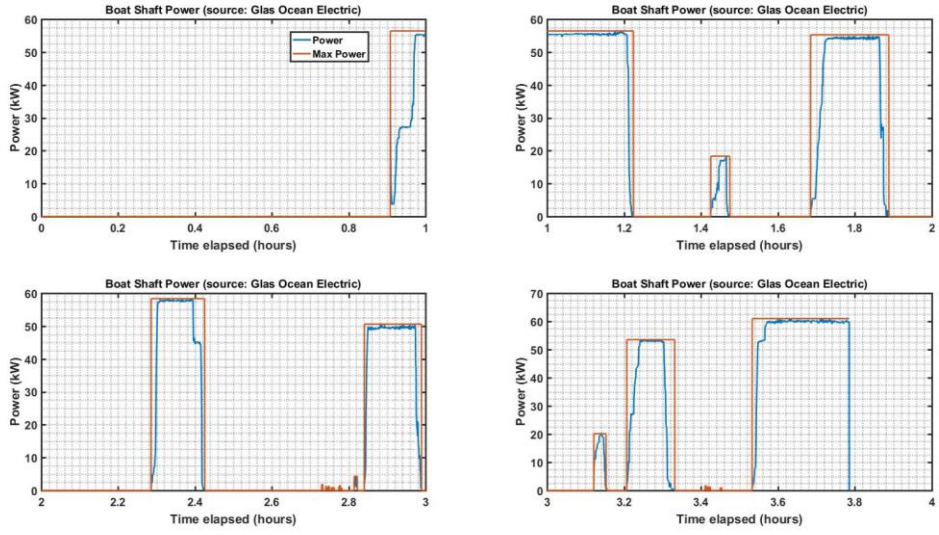 Boat Shaft Power (source: Glas Ocean Electric)
60
50
40
30
20
10
0
Power (kW)
Power
Max Power
0 0.2 0.4 0.6 0.8 1
Time elapsed (hours)
Boat Shaft Power (source: Glas Ocean Electric)
60
50
40
30
20
10
0
Power (kW)
1 1.2 1.4 1.6 1.8 2
Time elapsed (hours)
Boat Shaft Power (source: Glas Ocean Electric)
60
50
40
30
20
10
0
Power (kW)
2 2.2 2.4 2.6 2.8 3
Time elapsed (hours)
Boat Shaft Power (source: Glas Ocean Electric)
70
60
50
40
30
20
10
0
Power (kW)
3 3.2 3.4 3.6 3.8 4
Time elapsed (hours)